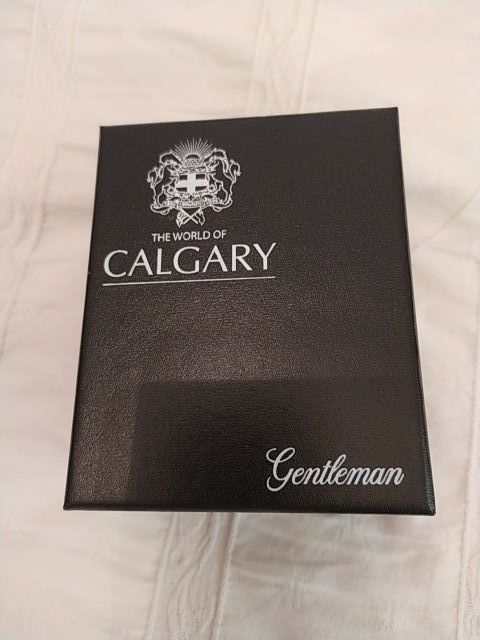 THE WORLD OF
CALGARY
Gentleman